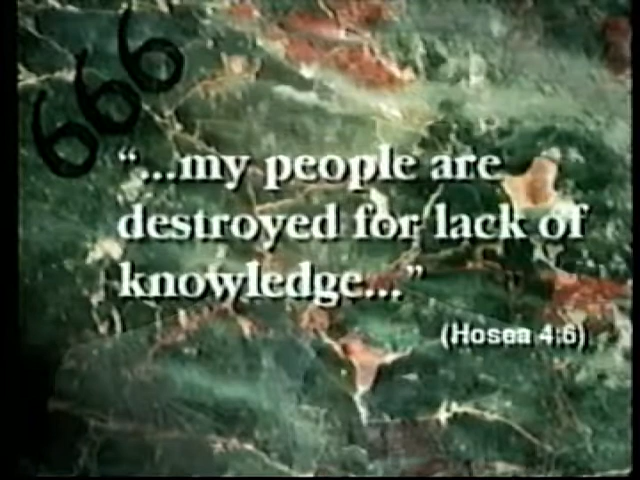 666
“...my people are
destroyed for lack of
knowledge...”
(Hosea 4:6)